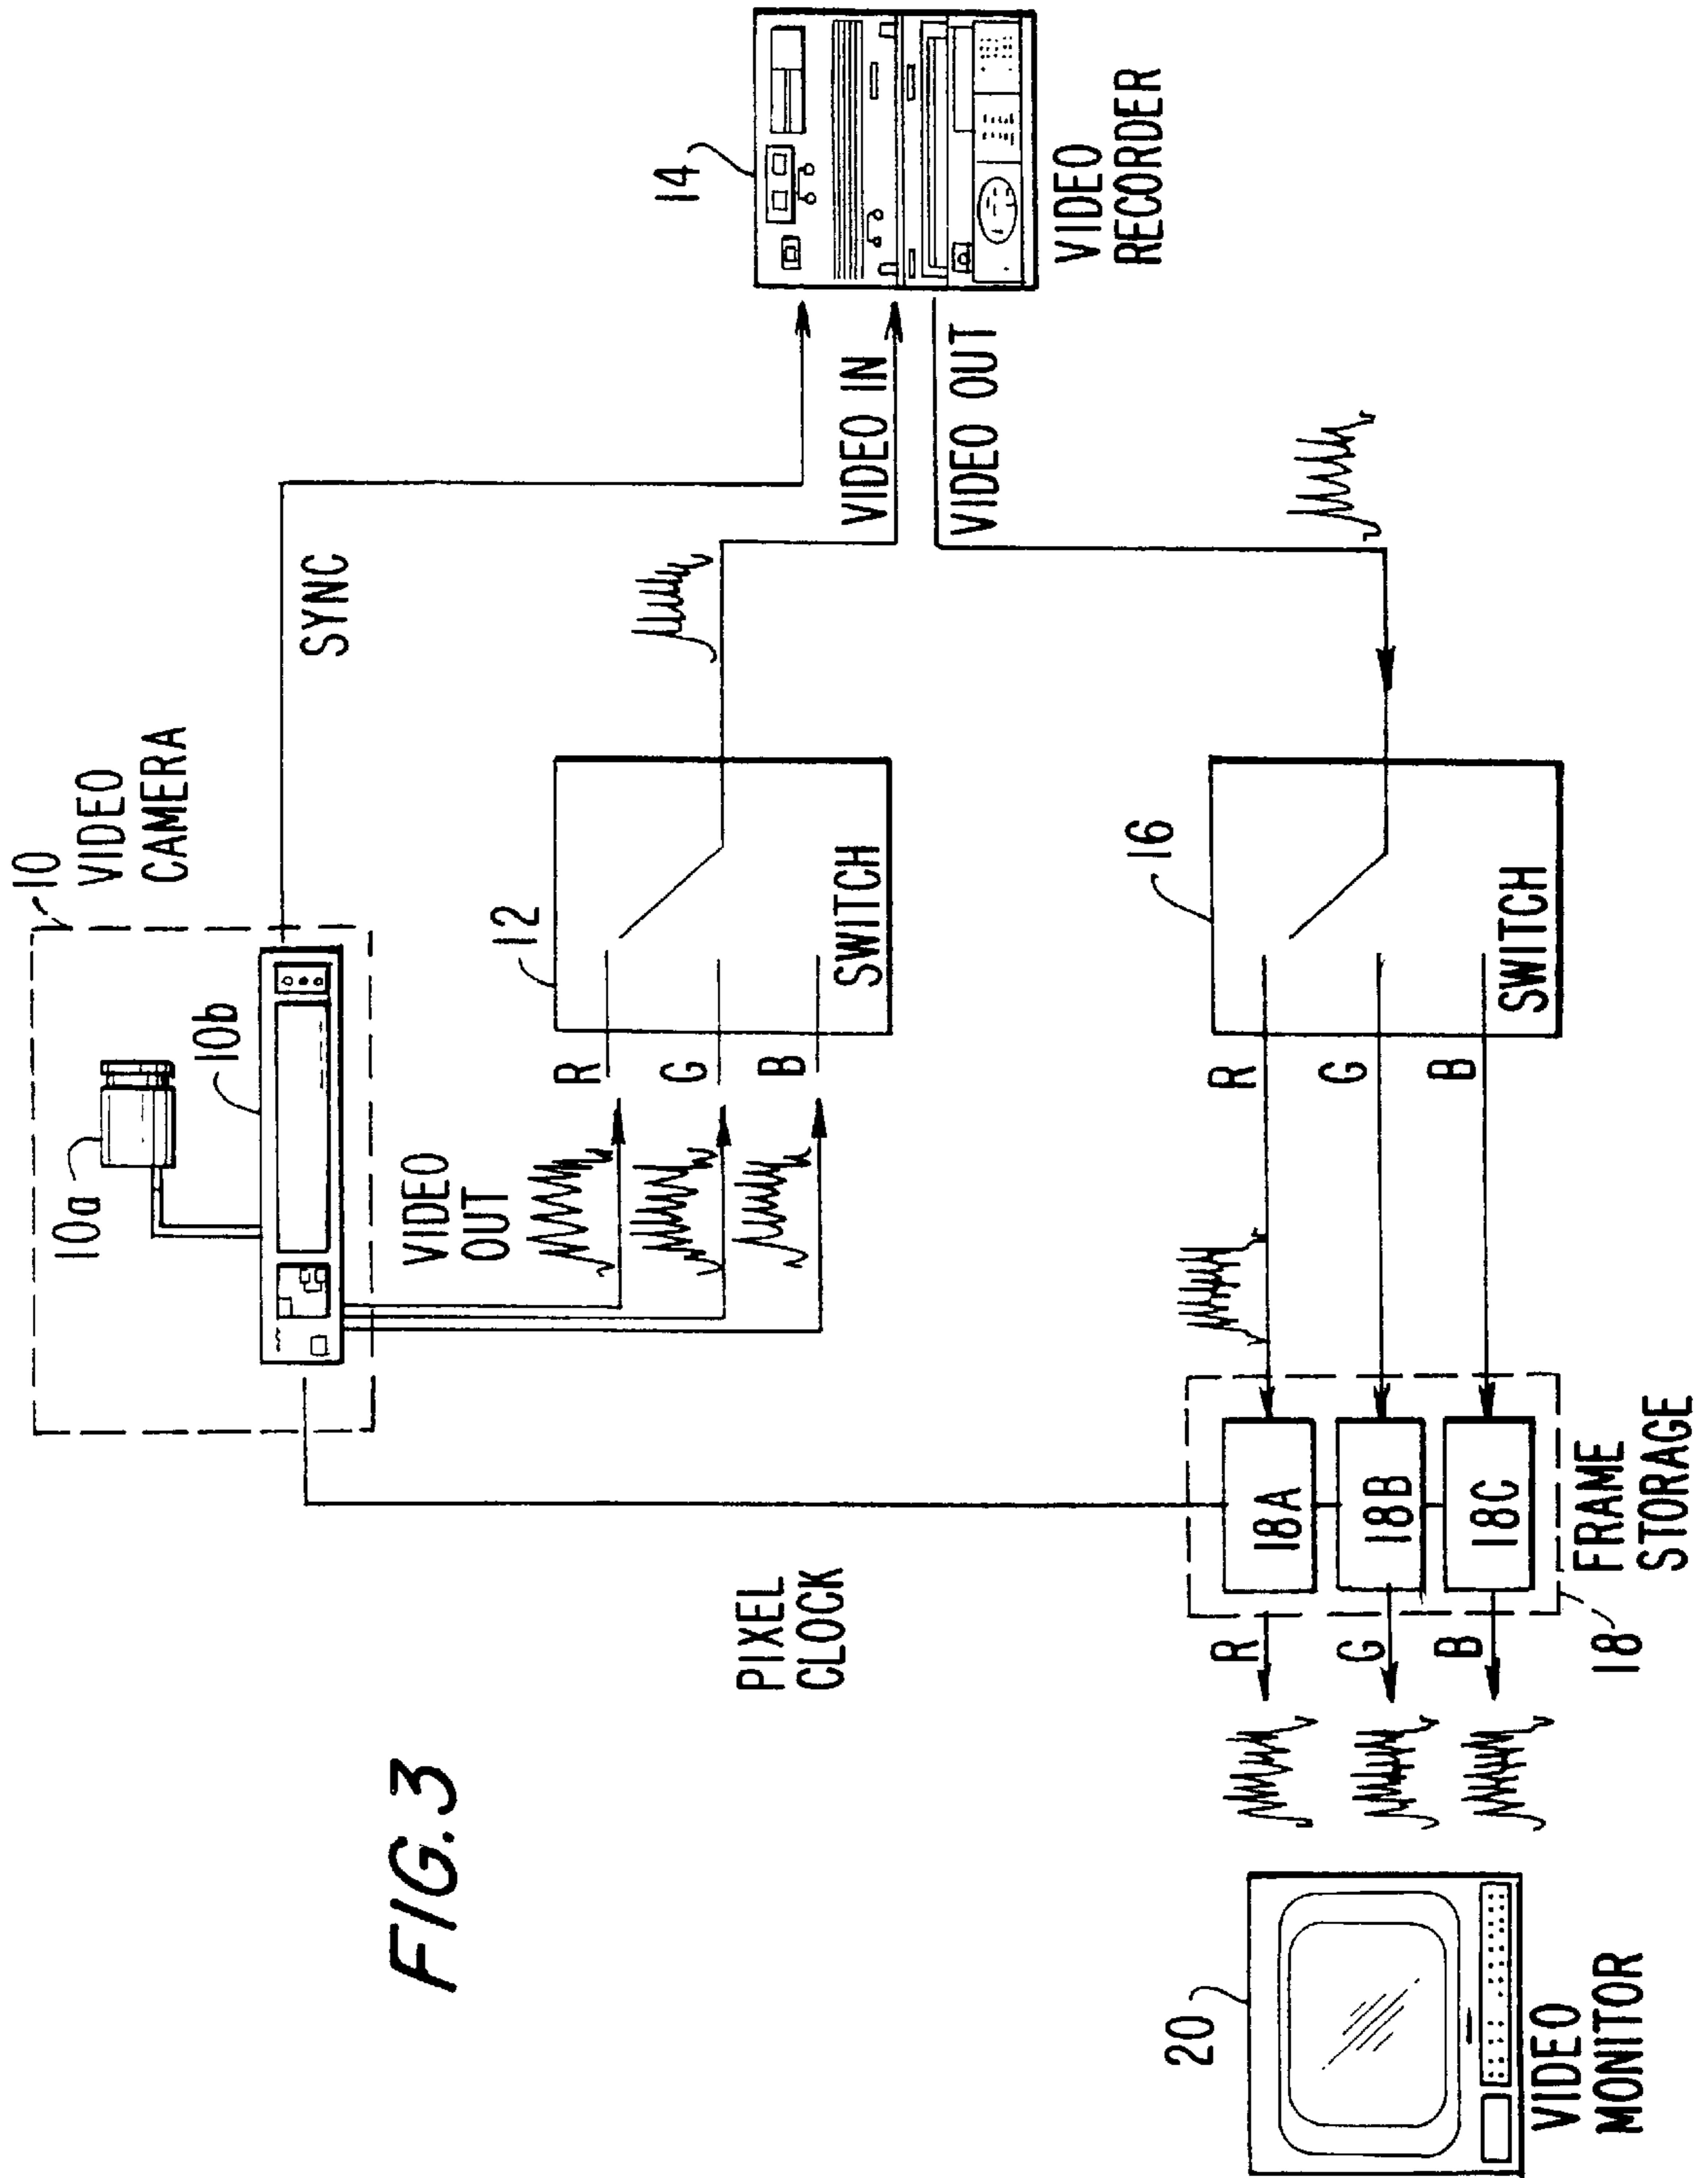 FIG. 3
10
VIDEO
CAMERA
10a
10b
SYNC
14
VIDEO
RECORDER
VIDEO
OUT
12
R
G
B
SWITCH
VIDEO IN
VIDEO OUT
PIXEL
CLOCK
16
R
G
B
SWITCH
18A
18B
18C
R
G
B
18
FRAME
STORAGE
20
VIDEO
MONITOR